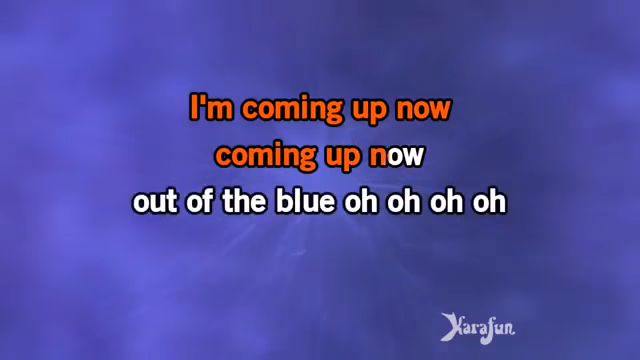 I'm coming up now
coming up now
out of the blue oh oh oh oh
Karafun